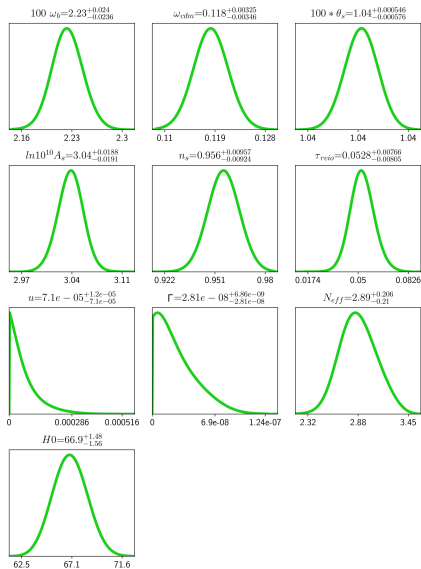 100 ω_b=2.23^{+0.024}_{-0.0236} ω_{cdm}=0.118^{+0.00325}_{-0.00346} 100 * θ_s=1.04^{+0.000546}_{-0.000576}
2.16 2.23 2.3 0.11 0.119 0.128 1.04 1.04 1.04
ln10^{10}A_s=3.04^{+0.0188}_{-0.0191} n_s=0.956^{+0.00957}_{-0.00924} τ_{reio}=0.0528^{+0.00766}_{-0.00805}
2.97 3.04 3.11 0.922 0.951 0.98 0.0174 0.05 0.0826
u=7.1e − 05^{+1.2e−05}_{−7.1e−05} Γ=2.81e − 08^{+6.86e−09}_{−2.81e−08} N_{eff}=2.89^{+0.206}_{-0.21}
0 0.000286 0.000516 0 6.9e-08 1.24e-07 2.32 2.88 3.45
H0=66.9^{+1.48}_{-1.56}
62.5 67.1 71.6